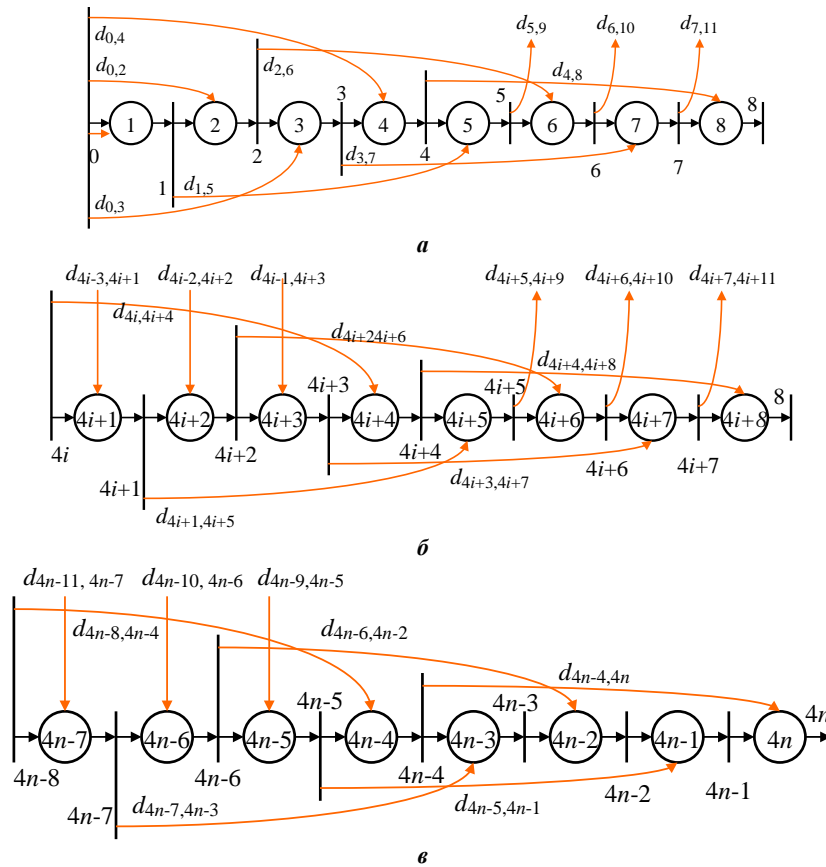 d0,4
d5,9 d6,10 d7,11
d0,2
d2,6
d4,8
3 5 8
1 2 3 4 5 6 7 8
0 2 4 6 7
1 d1,5 d3,7
d0,3
а
d4i-3,4i+1 d4i-2,4i+2 d4i-1,4i+3 d4i+5,4i+9 d4i+6,4i+10 d4i+7,4i+11
d4i,4i+4
d4i+24i+6
d4i+4,4i+8
4i+3 4i+5 8
4i+1 4i+2 4i+3 4i+4 4i+5 4i+6 4i+7 4i+8
4i 4i+2 4i+4 4i+6 4i+7
4i+1 d4i+3,4i+7
d4i+1,4i+5
б
d4n-11, 4n-7 d4n-10, 4n-6 d4n-9,4n-5
d4n-8,4n-4 d4n-6,4n-2
d4n-4,4n
4n-5 4n-3 4n
4n-7 4n-6 4n-5 4n-4 4n-3 4n-2 4n-1 4n
4n-8 4n-6 4n-4 4n-2 4n-1
4n-7 d4n-7,4n-3 d4n-5,4n-1
в